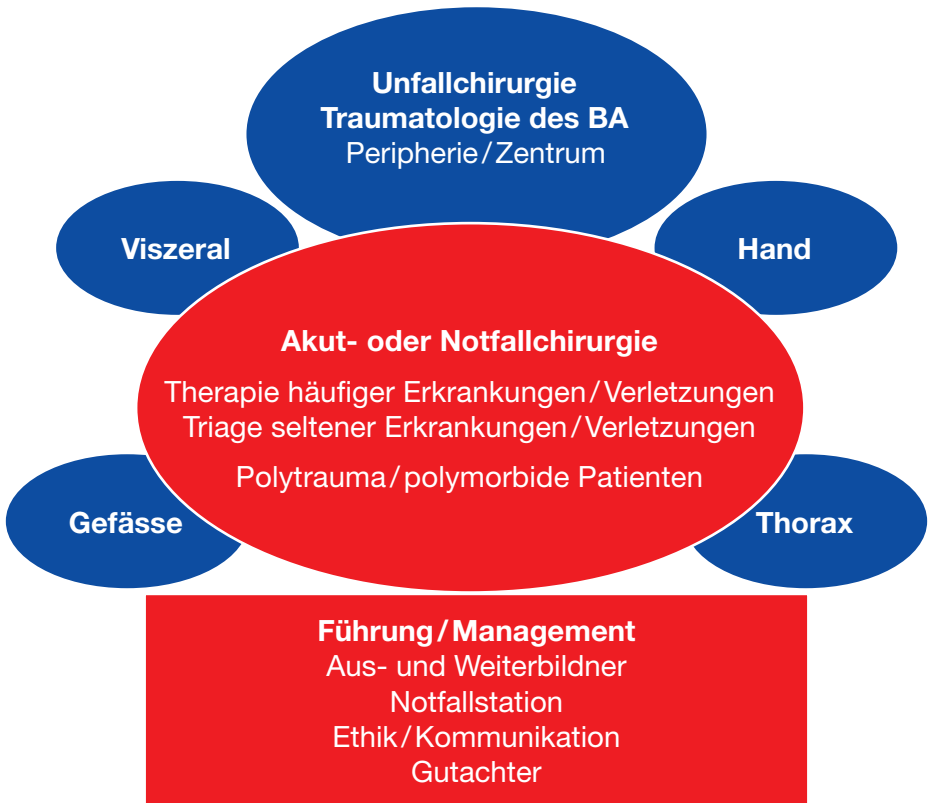 Unfallchirurgie
Traumatologie des BA
Peripherie/Zentrum
Viszeral
Hand
Akut- oder Notfallchirurgie
Therapie häufiger Erkrankungen/Verletzungen
Triage seltener Erkrankungen/Verletzungen
Polytrauma/polymorbide Patienten
Gefässe
Thorax
Führung/Management
Aus- und Weiterbildner
Notfallstation
Ethik/Kommunikation
Gutachter